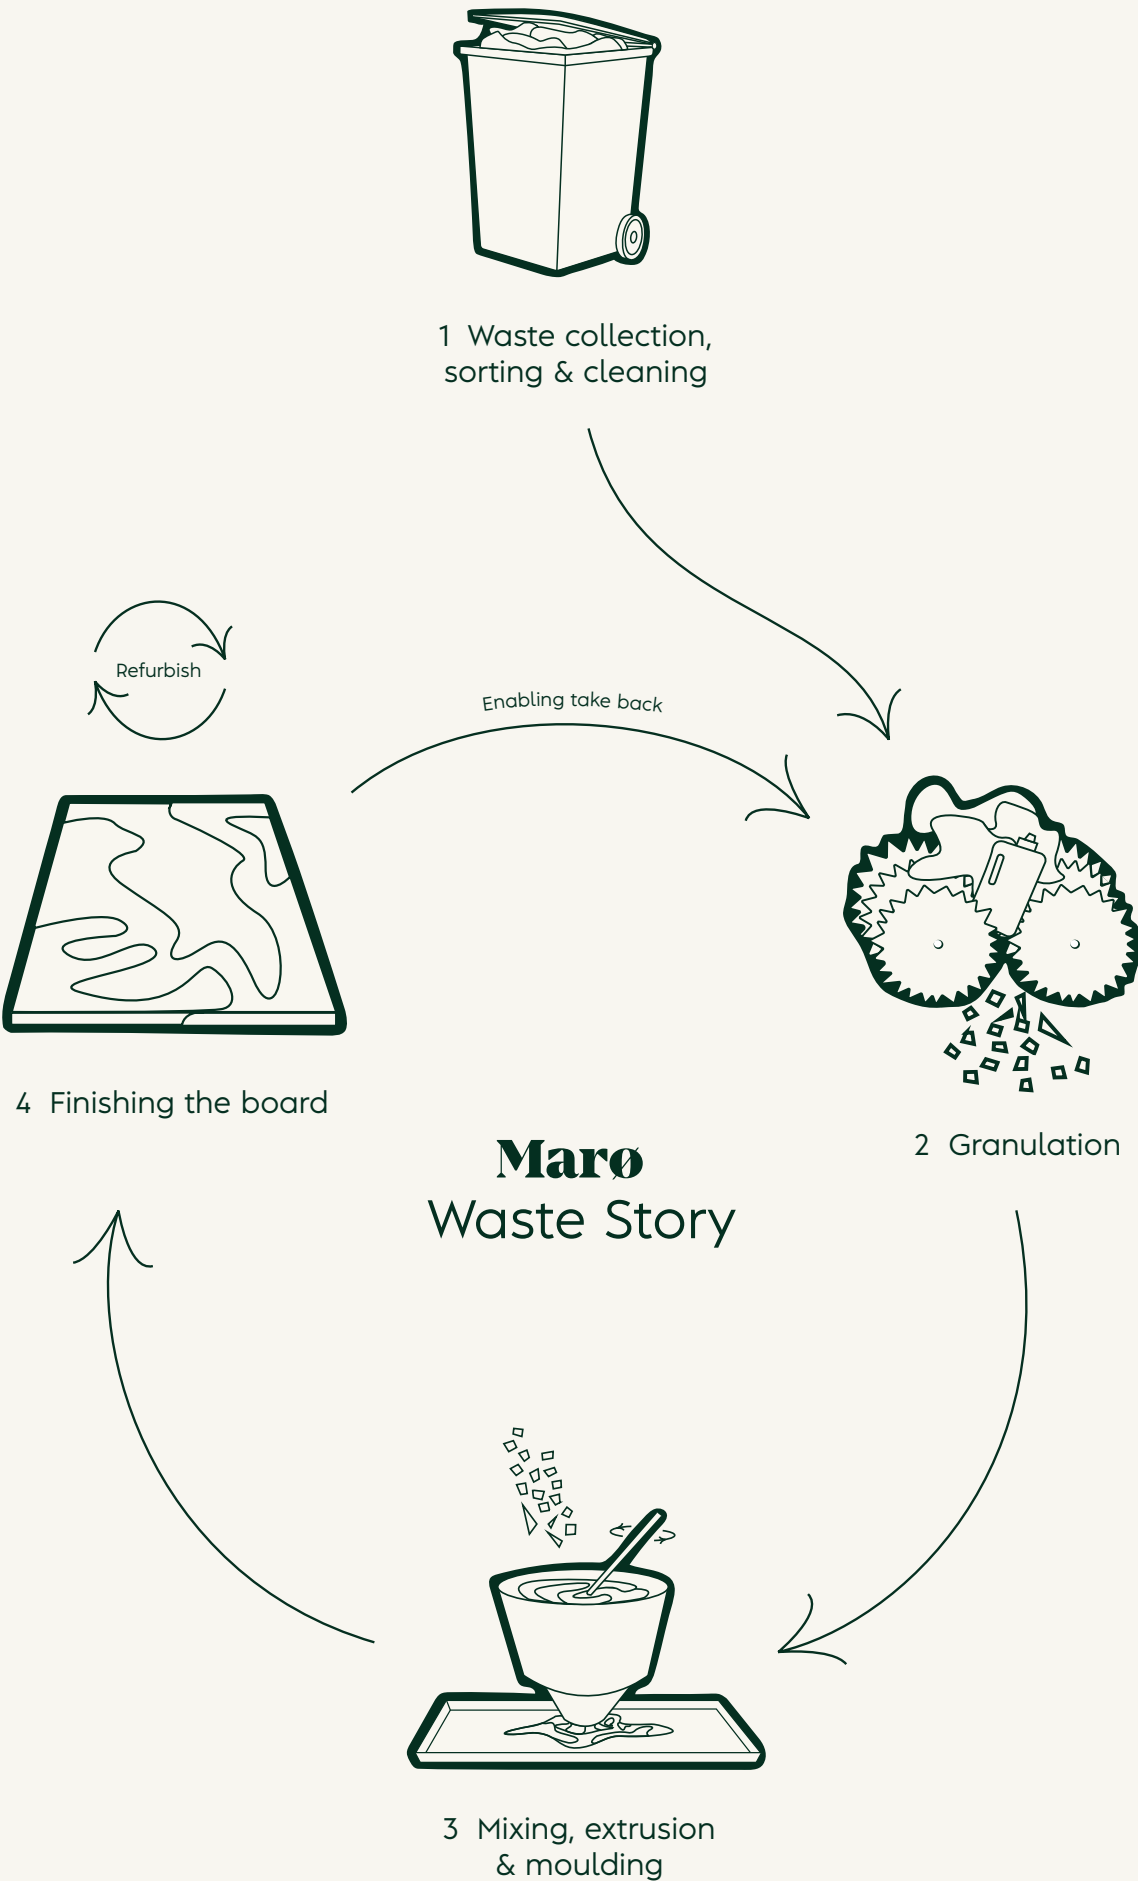 1 Waste collection,
sorting & cleaning
Refurbish
Enabling take back
4 Finishing the board
2 Granulation
Marø
Waste Story
3 Mixing, extrusion
& moulding